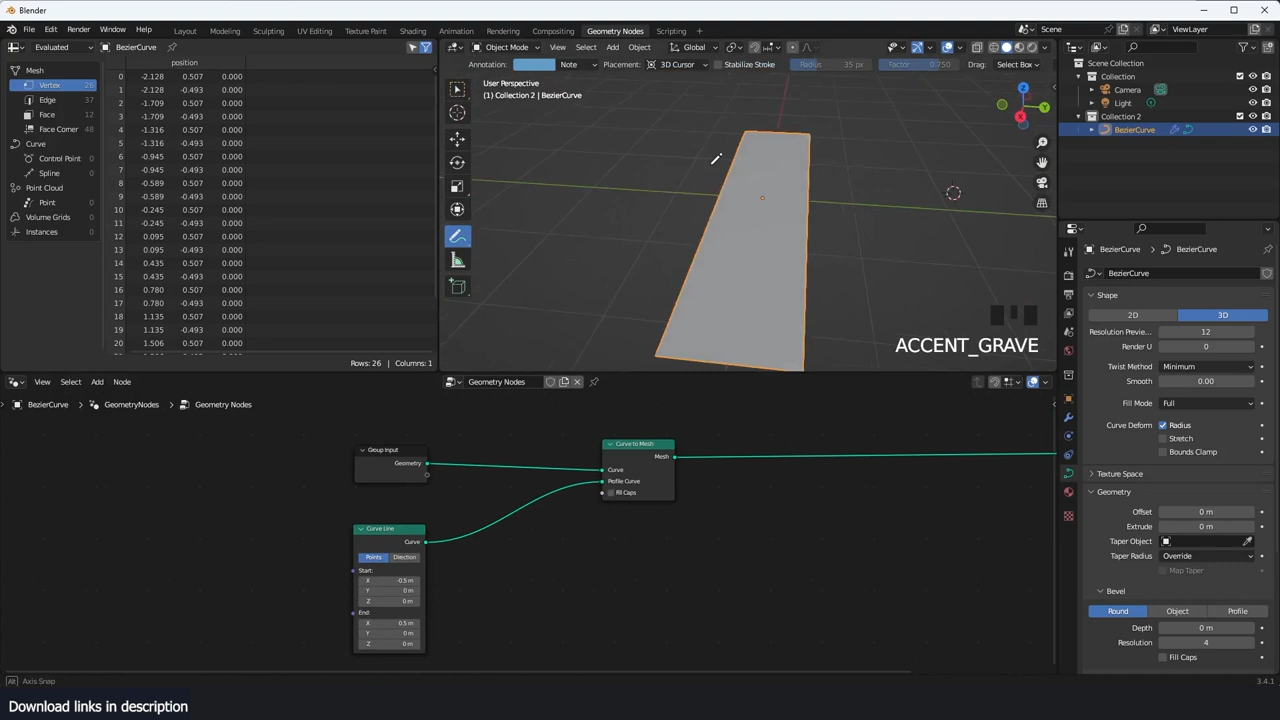 Blender
File Edit Render Window Help Layout Modeling Sculpting UV Editing Texture Paint Shading Animation Rendering Compositing Geometry Nodes Scripting Scene ViewLayer
Evaluated BezierCurve
Object Mode View Select Add Object Global
Annotation: Note Placement: 3D Cursor Stabilize Stroke Radius 35 px Factor 0.750 Drag: Select Box
position
Mesh
Vertex 26
Edge 37
Face 12
Face Corner 48
Curve
Control Point
Spline
Point Cloud
Point
Volume Grids
Instances
0 -2.128 0.507 0.000
1 -2.128 -0.493 0.000
2 -1.709 0.507 0.000
3 -1.709 -0.493 0.000
4 -1.316 0.507 0.000
5 -1.316 -0.493 0.000
6 -0.945 0.507 0.000
7 -0.945 -0.493 0.000
8 -0.589 0.507 0.000
9 -0.589 -0.493 0.000
10 -0.245 0.507 0.000
11 -0.245 -0.493 0.000
12 0.095 0.507 0.000
13 0.095 -0.493 0.000
14 0.435 0.507 0.000
15 0.435 -0.493 0.000
16 0.780 0.507 0.000
17 0.780 -0.493 0.000
18 1.135 0.507 0.000
19 1.135 -0.493 0.000
20 1.506 0.507 0.000
Rows: 26 | Columns: 1
User Perspective
(1) Collection 2 | BezierCurve
Z
Y
X
ACCENT_GRAVE
Scene Collection
Collection
Camera
Light
Collection 2
BezierCurve
BezierCurve BezierCurve
BezierCurve
Shape
2D 3D
Resolution Previe... 12
Render U 0
Twist Method Minimum
Smooth 0.00
Fill Mode Full
Curve Deform Radius
Stretch
Bounds Clamp
Texture Space
Geometry
Offset 0 m
Extrude 0 m
Taper Object
Taper Radius Override
Map Taper
Bevel
Round Object Profile
Depth 0 m
Resolution 4
Fill Caps
View Select Add Node Geometry Nodes
BezierCurve GeometryNodes Geometry Nodes
Group Input
Geometry
Curve to Mesh
Mesh
Curve
Profile Curve
Fill Caps
Curve Line
Curve
Points Direction
Start:
X -0.5 m
Y 0 m
Z 0 m
End:
X 0.5 m
Y 0 m
Z 0 m
Alt Axis Snap
3.4.1
Download links in description